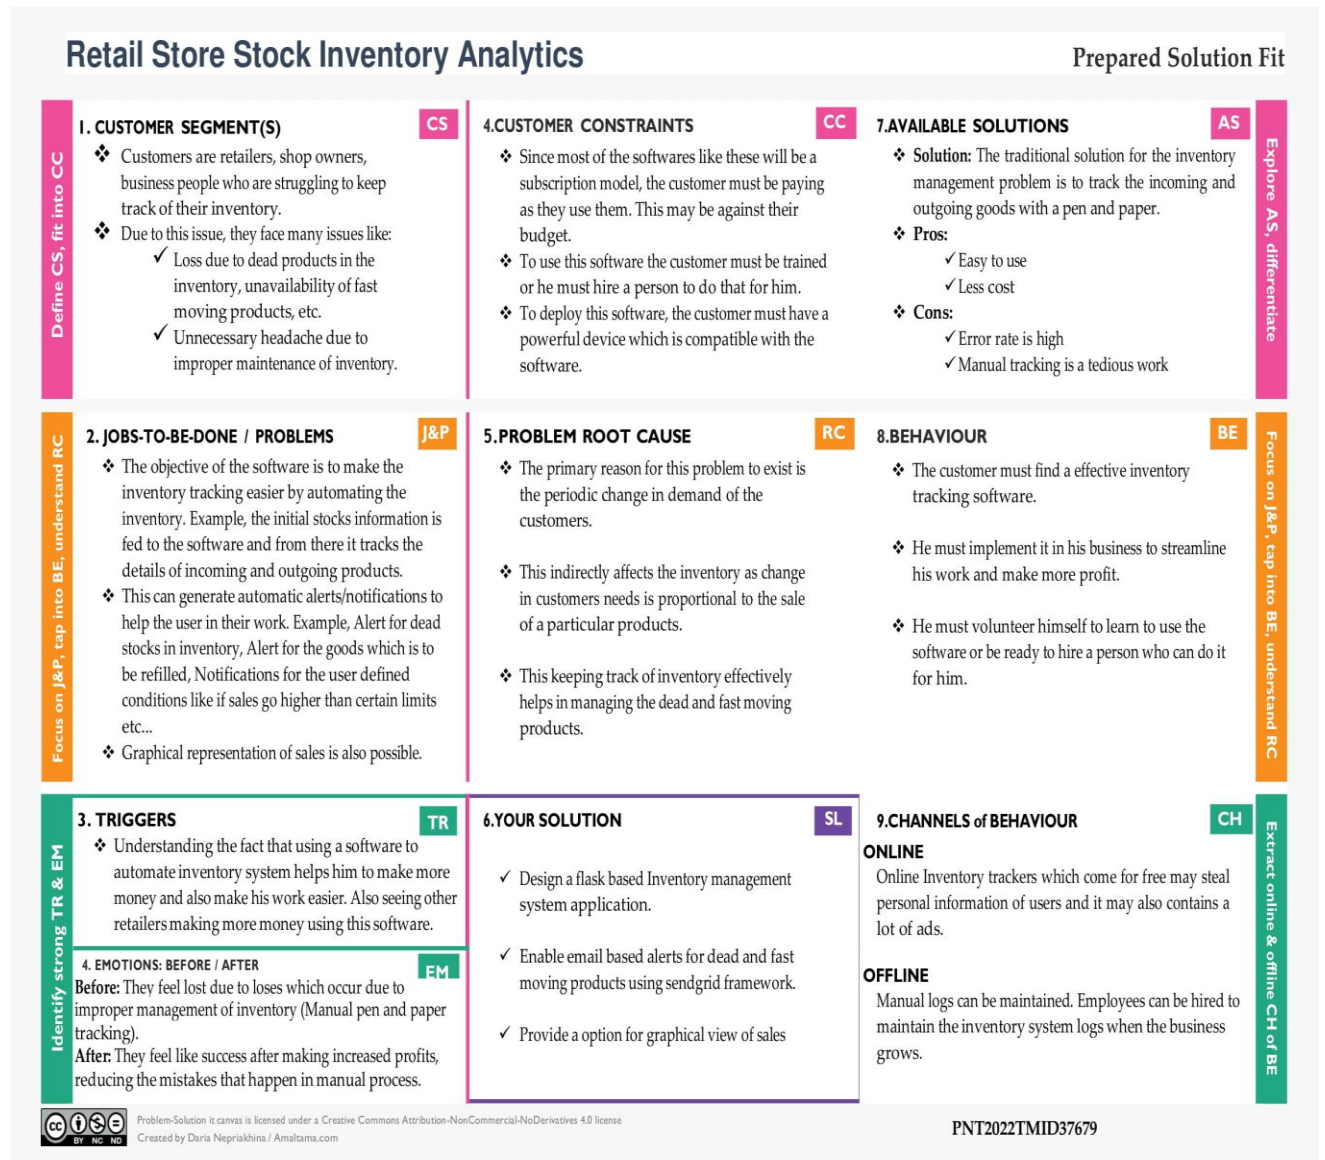 Retail Store Stock Inventory Analytics
Prepared Solution Fit
Define CS, fit into CC
1. CUSTOMER SEGMENT(S)
CS
❖ Customers are retailers, shop owners,
business people who are struggling to keep
track of their inventory.
❖ Due to this issue, they face many issues like:
✓ Loss due to dead products in the
inventory, unavailability of fast
moving products, etc.
✓ Unnecessary headache due to
improper maintenance of inventory.
4.CUSTOMER CONSTRAINTS
CC
❖ Since most of the softwares like these will be a
subscription model, the customer must be paying
as they use them. This may be against their
budget.
❖ To use this software the customer must be trained
or he must hire a person to do that for him.
❖ To deploy this software, the customer must have a
powerful device which is compatible with the
software.
7.AVAILABLE SOLUTIONS
AS
❖ Solution: The traditional solution for the inventory
management problem is to track the incoming and
outgoing goods with a pen and paper.
❖ Pros:
✓Easy to use
✓Less cost
❖ Cons:
✓Error rate is high
✓Manual tracking is a tedious work
Explore AS, differentiate
Focus on J&P, tap into BE, understand RC
2. JOBS-TO-BE-DONE / PROBLEMS
J&P
❖ The objective of the software is to make the
inventory tracking easier by automating the
inventory. Example, the initial stocks information is
fed to the software and from there it tracks the
details of incoming and outgoing products.
❖ This can generate automatic alerts/notifications to
help the user in their work. Example, Alert for dead
stocks in inventory, Alert for the goods which is to
be refilled, Notifications for the user defined
conditions like if sales go higher than certain limits
etc...
❖ Graphical representation of sales is also possible.
5.PROBLEM ROOT CAUSE
RC
❖ The primary reason for this problem to exist is
the periodic change in demand of the
customers.
❖ This indirectly affects the inventory as change
in customers needs is proportional to the sale
of a particular products.
❖ This keeping track of inventory effectively
helps in managing the dead and fast moving
products.
8.BEHAVIOUR
BE
❖ The customer must find a effective inventory
tracking software.
❖ He must implement it in his business to streamline
his work and make more profit.
❖ He must volunteer himself to learn to use the
software or be ready to hire a person who can do it
for him.
Focus on J&P, tap into BE, understand RC
Identify strong TR & EM
3. TRIGGERS
TR
❖ Understanding the fact that using a software to
automate inventory system helps him to make more
money and also make his work easier. Also seeing other
retailers making more money using this software.
4. EMOTIONS: BEFORE / AFTER
EM
Before: They feel lost due to loses which occur due to
improper management of inventory (Manual pen and paper
tracking).
After: They feel like success after making increased profits,
reducing the mistakes that happen in manual process.
6.YOUR SOLUTION
SL
✓ Design a flask based Inventory management
system application.
✓ Enable email based alerts for dead and fast
moving products using sendgrid framework.
✓ Provide a option for graphical view of sales
9.CHANNELS of BEHAVIOUR
CH
ONLINE
Online Inventory trackers which come for free may steal
personal information of users and it may also contains a
lot of ads.
OFFLINE
Manual logs can be maintained. Employees can be hired to
maintain the inventory system logs when the business
grows.
Extract online & offline CH of BE
cc BY NC ND
Problem-Solution it canvas is licensed under a Creative Commons Attribution-NonCommercial-NoDerivatives 4.0 license
Created by Daria Nepriakhina / Amaltama.com
PNT2022TMID37679